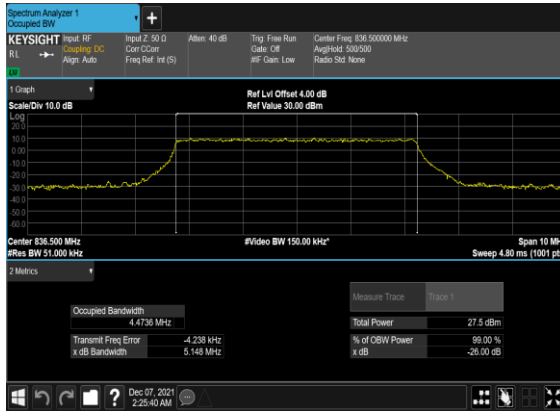 Spectrum Analyzer 1
Occupied BW
+
KEYSIGHT
RL
LV
Input: RF
Coupling: DC
Align: Auto
Input Z: 50 Ω
Corr CCorr
Freq Ref: Int (S)
Atten: 40 dB
Trig: Free Run
Gate: Off
#IF Gain: Low
Center Freq: 836.500000 MHz
Avg|Hold: 500/500
Radio Std: None
1 Graph
Scale/Div 10.0 dB
Ref Lvl Offset 4.00 dB
Ref Value 30.00 dBm
Log
20.0
10.0
0.00
-10.0
-20.0
-30.0
-40.0
-50.0
-60.0
Center 836.500 MHz
#Res BW 51.000 kHz
#Video BW 150.00 kHz*
Span 10 MH
Sweep 4.80 ms (1001 pt
2 Metrics
Measure Trace Trace 1
Occupied Bandwidth
4.4736 MHz
Total Power 27.5 dBm
Transmit Freq Error -4.238 kHz
% of OBW Power 99.00 %
x dB Bandwidth 5.148 MHz
x dB -26.00 dB
?
Dec 07, 2021
2:25:40 AM